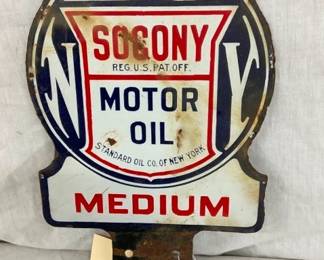 SOCONY
REG. U.S. PAT. OFF.
N Y
MOTOR
OIL
STANDARD OIL CO. OF NEW YORK
MEDIUM